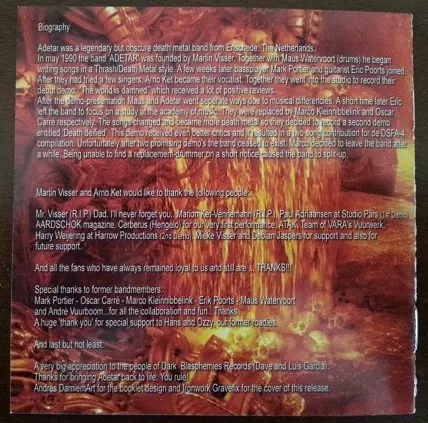 Biography
Adetar was a legendary but obscure death metal band from Enschede, The Netherlands.
In may 1990 the band 'ADETAR' was founded by Martin Visser. Together with Maus Watervoort (drums) he began
writing songs in a Thrash/Death Metal style. A few weeks later bassplayer Mark Portier and guitarist Eric Poorts joined.
After they had tried a few singers, Arno Ket became their vocalist. Together they went into the studio to record their
debut demo: "The world is damned" which received a lot of positive reviews.
After the demo-presentation Maus and Adetar went seperate ways due to musical differences. A short time later Eric
left the band to focus on a study at the academy of music. They were replaced by Marco Kleinnibbelink and Oscar
Carré respectively. The songs changed and became more death metal so they decided to record a second demo
entitled 'Death deified'. This demo received even better critics and it resulted in a two song contribution for de DSFA-4
compilation. Unfortunately after two promising demo's the band ceased to exist. Marco decided to leave the band after
a while. Being unable to find a replacement-drummer on a short notice caused the band to split-up.
Martin Visser and Arno Ket would like to thank the following people:
Mr. Visser (R.I.P.) Dad, I'll never forget you, Ket-Vennemann (R.I.P.), Paul Adriaansen at Studio Pars (1st Demo)
AARDSCHOK magazine, Cerberus (Hengelo) for our very first performance, ATAK, Team of VARA's Vuurwerk,
Harry Weijering at Harrow Productions (2nd Demo), Mieke Visser and Debian Jaspers for support and also for
future support.
And all the fans who have always remained loyal to us and still are ... THANKS!!!
Special thanks to former bandmembers:
Mark Portier - Oscar Carré - Marco Kleinnibbelink - Erik Poorts - Maus Watervoort
and André Vuurboom...for all the collaboration and fun. Thanks
A huge 'thank you' for special support to Hans and Ozzy, our former roadies.
And last but not least:
A very big appreciation to the people of Dark Blasphemies Records (Dave and Luis Garcia).
Thanks for bringing Adetar back to life. You rule!
Andres DamiemArt for the booklet design and Ironwork Gravefix for the cover of this release.